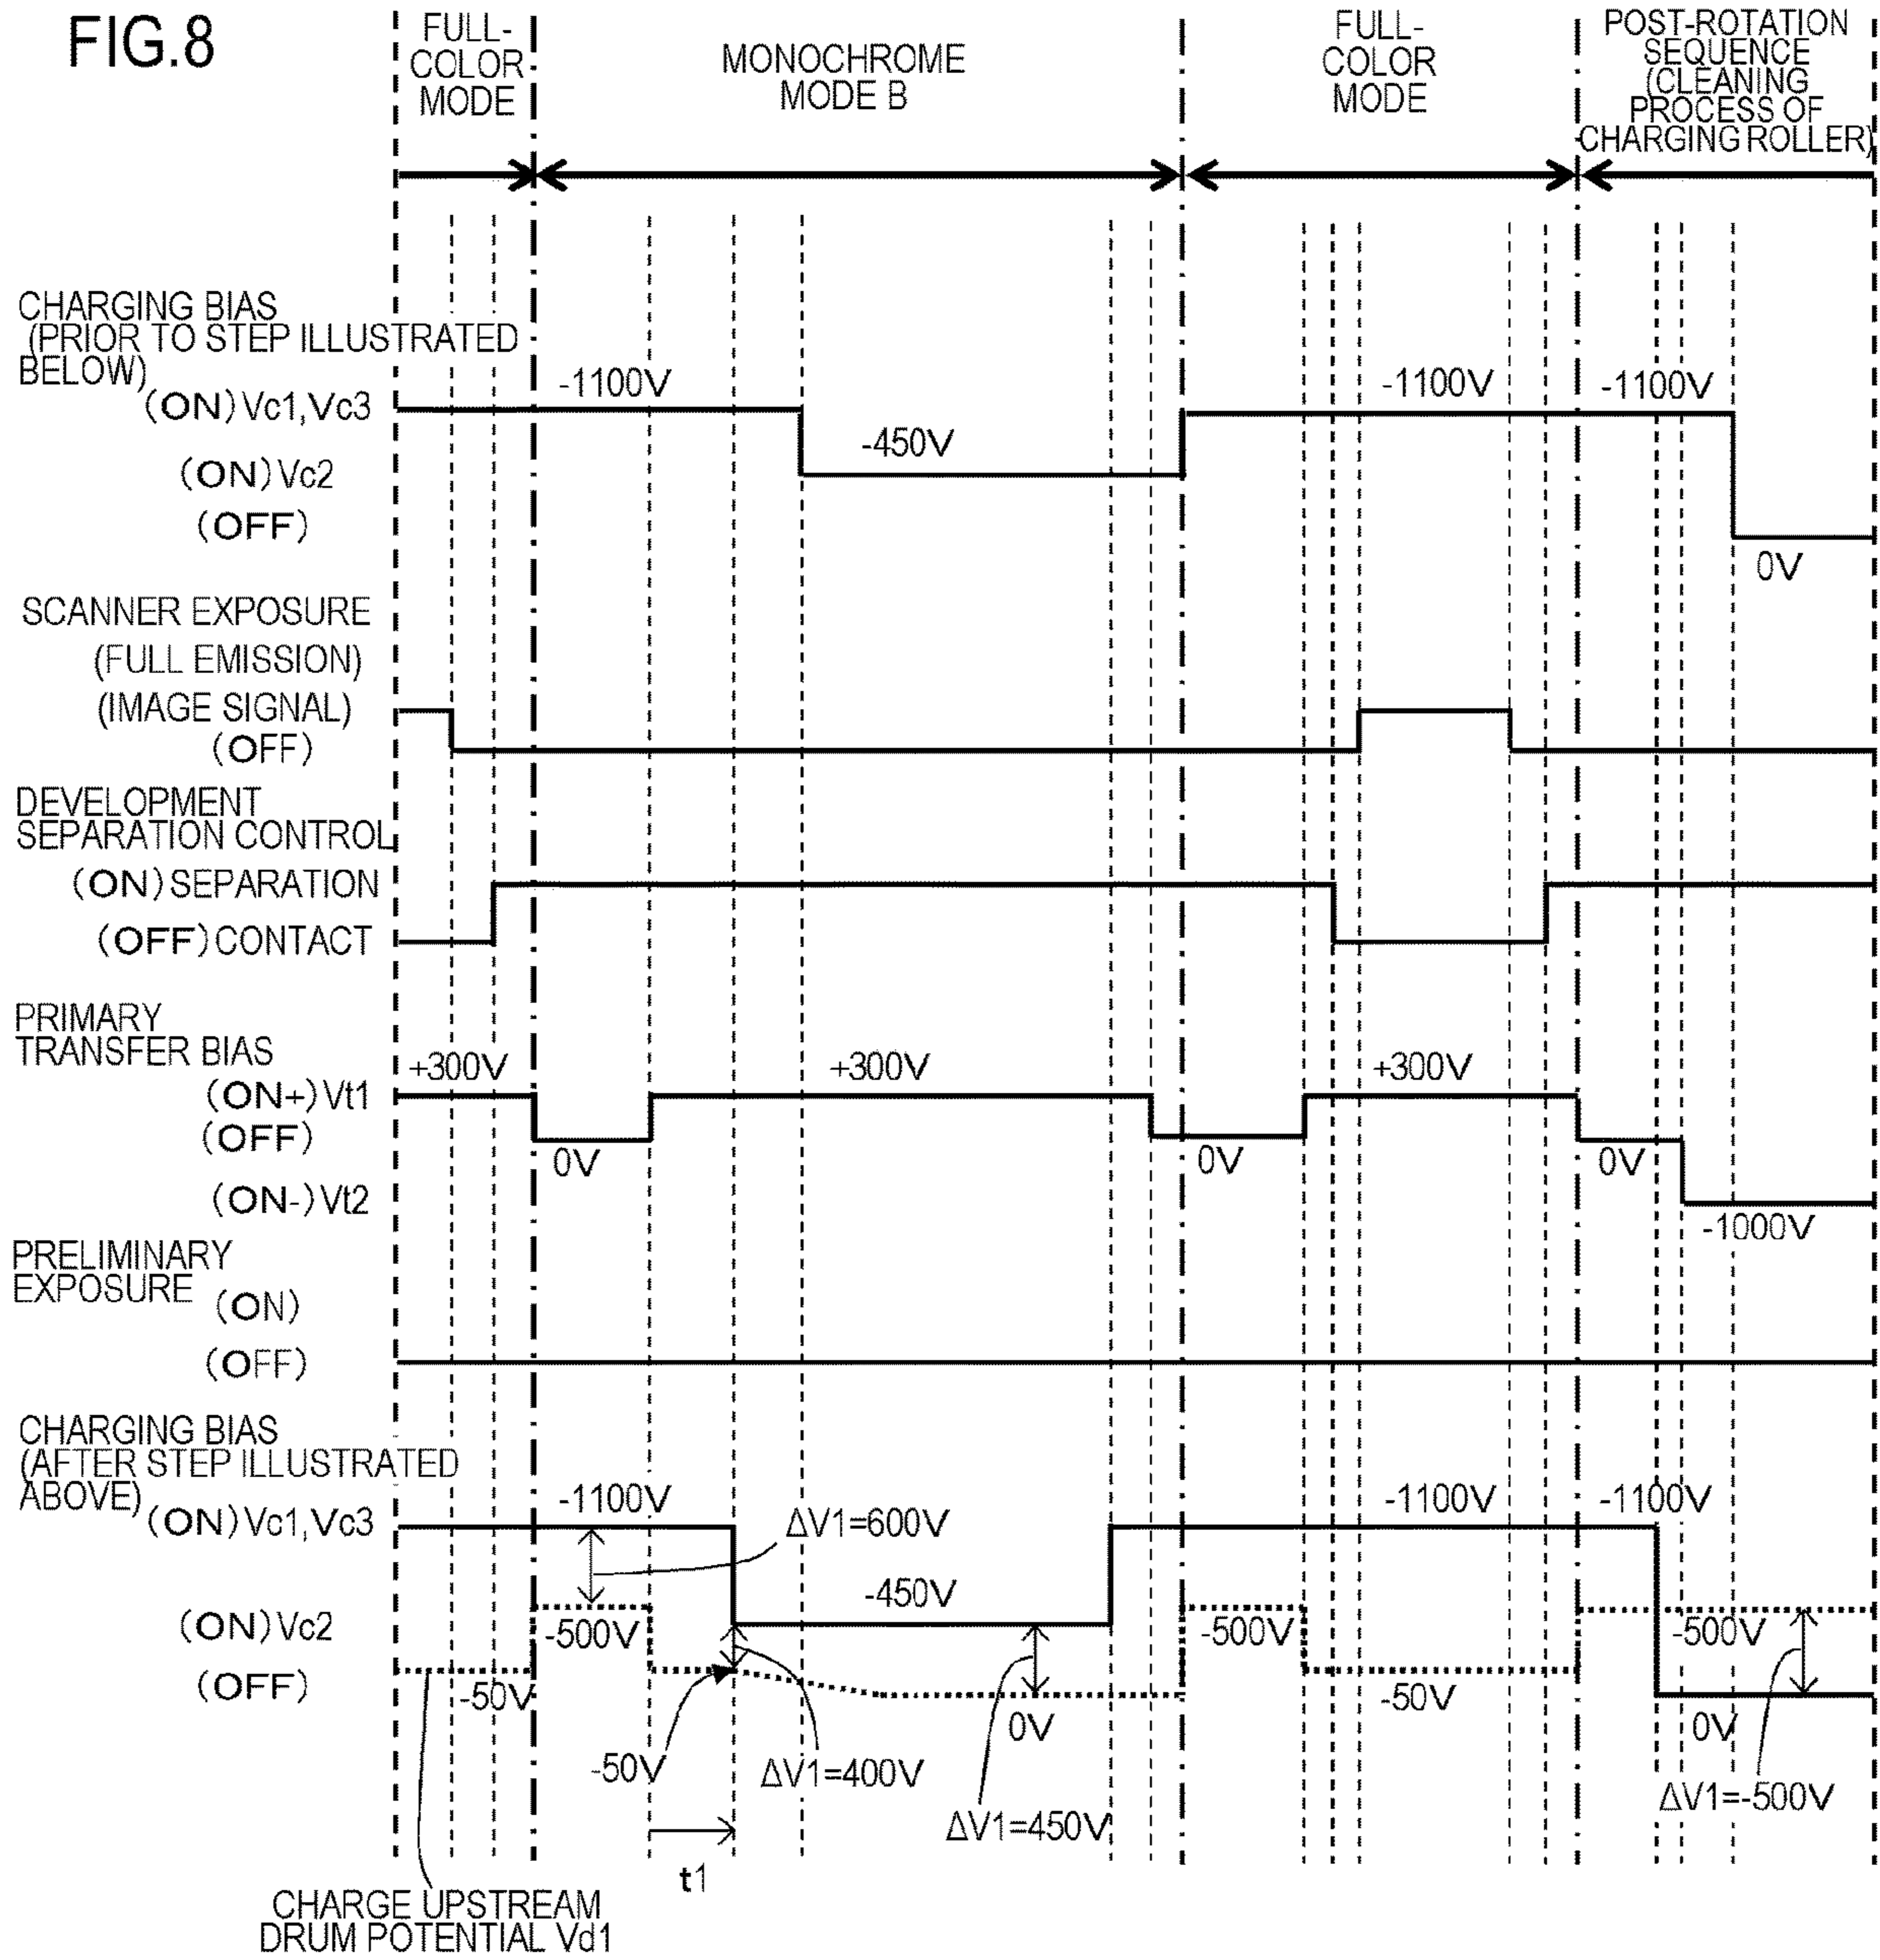 FIG.8
FULL-
COLOR
MODE
MONOCHROME
MODE B
FULL-
COLOR
MODE
POST-ROTATION
SEQUENCE
(CLEANING
PROCESS OF
CHARGING ROLLER)
CHARGING BIAS
(PRIOR TO STEP ILLUSTRATED
BELOW)
(ON) Vc1,Vc3
-1100V
-1100V
-1100V
(ON) Vc2
-450V
(OFF)
0V
SCANNER EXPOSURE
(FULL EMISSION)
(IMAGE SIGNAL)
(OFF)
DEVELOPMENT
SEPARATION CONTROL
(ON) SEPARATION
(OFF) CONTACT
PRIMARY
TRANSFER BIAS
+300V
+300V
+300V
(ON+) Vt1
(OFF)
0V
0V
0V
(ON-) Vt2
-1000V
PRELIMINARY
EXPOSURE
(ON)
(OFF)
CHARGING BIAS
(AFTER STEP ILLUSTRATED
ABOVE)
(ON) Vc1,Vc3
-1100V
ΔV1=600V
-1100V
-1100V
(ON) Vc2
-500V
-450V
-500V
-500V
(OFF)
-50V
-50V
0V
-50V
0V
ΔV1=400V
ΔV1=450V
ΔV1=-500V
t1
CHARGE UPSTREAM
DRUM POTENTIAL Vd1